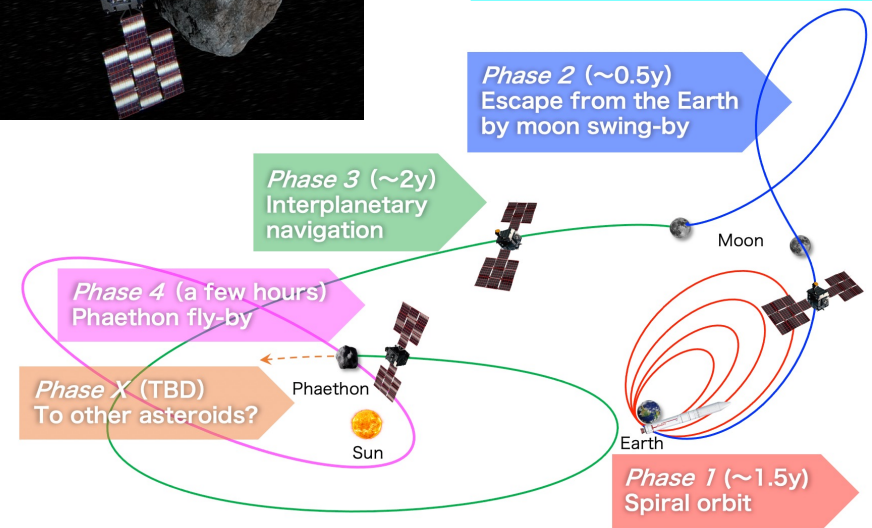 Phase 2 (~0.5y)
Escape from the Earth
by moon swing-by
Phase 3 (~2y)
Interplanetary
navigation
Moon
Phase 4 (a few hours)
Phaethon fly-by
Phaethon
Phase X (TBD)
To other asteroids?
Sun
Earth
Phase 1 (~1.5y)
Spiral orbit